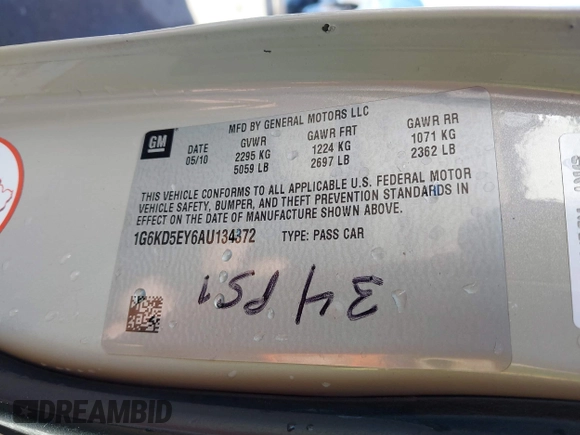 GM
MFD BY GENERAL MOTORS LLC
DATE GVWR GAWR FRT GAWR RR
05/10 2295 KG 1224 KG 1071 KG
5059 LB 2697 LB 2362 LB
THIS VEHICLE CONFORMS TO ALL APPLICABLE U.S. FEDERAL MOTOR
VEHICLE SAFETY, BUMPER, AND THEFT PREVENTION STANDARDS IN
EFFECT ON THE DATE OF MANUFACTURE SHOWN ABOVE.
1G6KD5EY6AU134372 TYPE: PASS CAR
34 PSI
DREAMBID